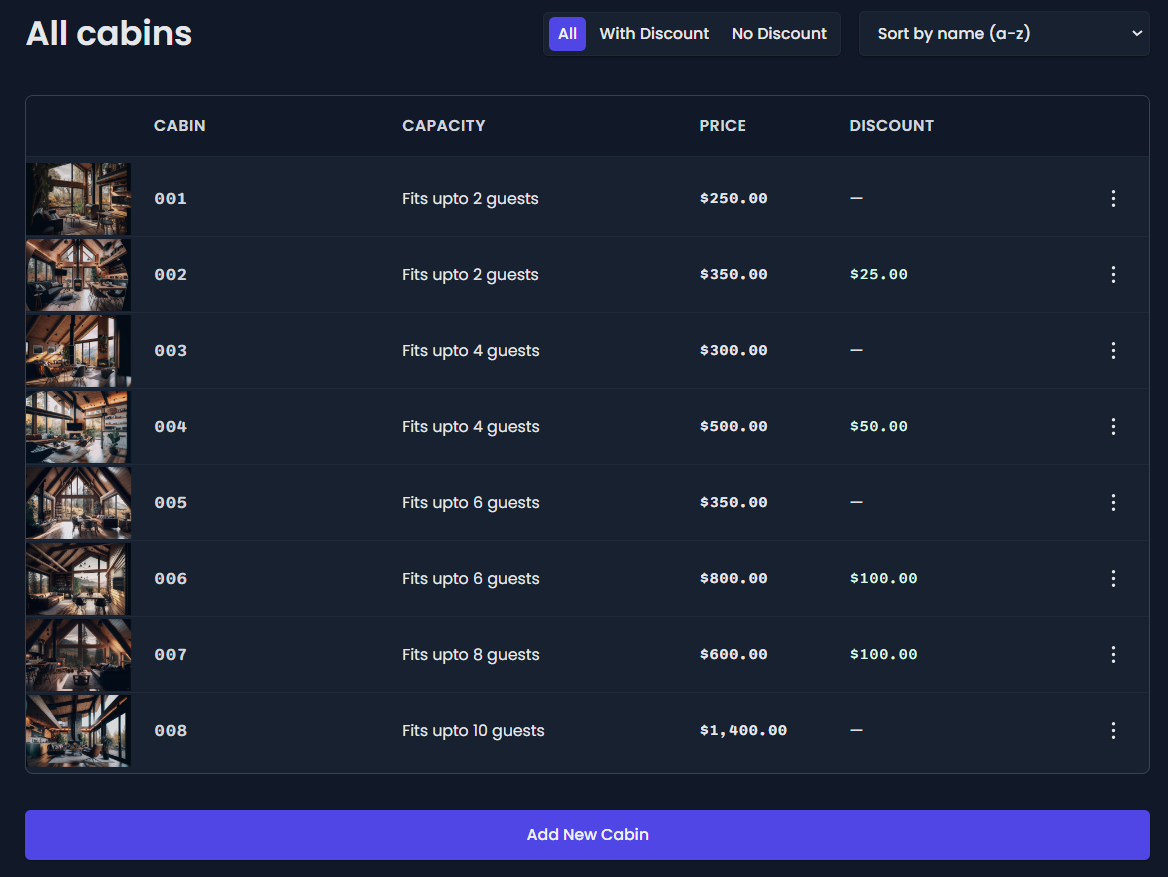 All cabins
All With Discount No Discount
Sort by name (a-z)
CABIN CAPACITY PRICE DISCOUNT
001 Fits upto 2 guests $250.00 —
002 Fits upto 2 guests $350.00 $25.00
003 Fits upto 4 guests $300.00 —
004 Fits upto 4 guests $500.00 $50.00
005 Fits upto 6 guests $350.00 —
006 Fits upto 6 guests $800.00 $100.00
007 Fits upto 8 guests $600.00 $100.00
008 Fits upto 10 guests $1,400.00 —
Add New Cabin